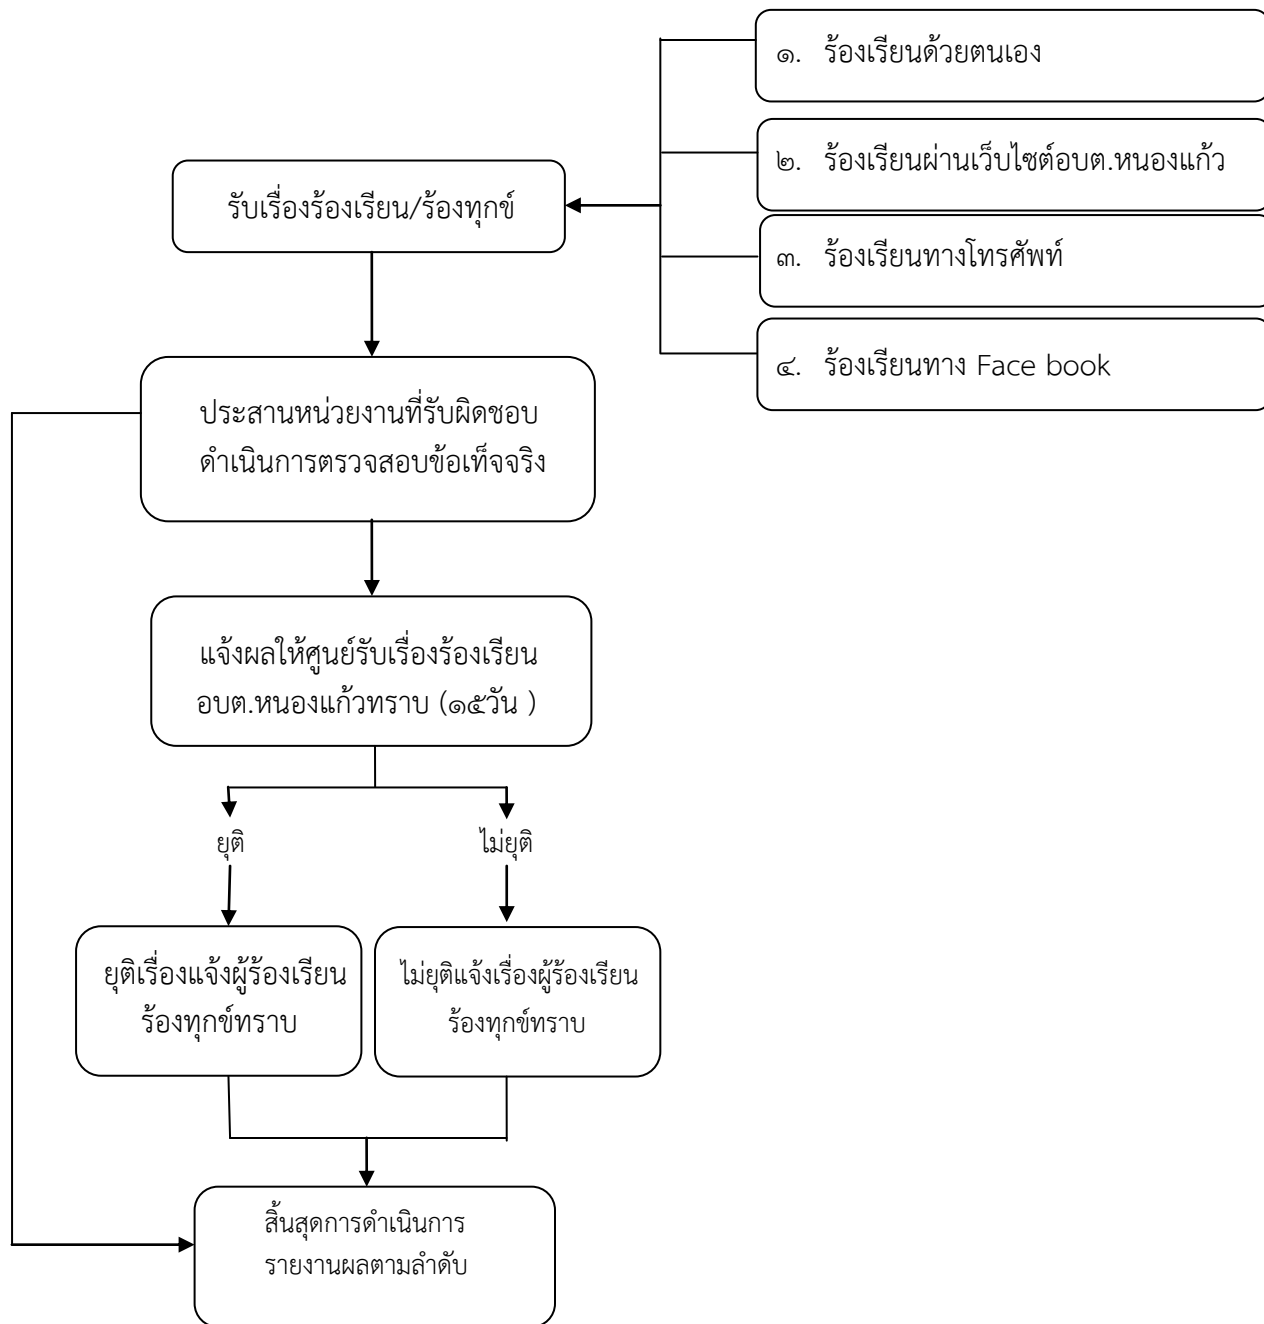 ๑. ร้องเรียนด้วยตนเอง
๒. ร้องเรียนผ่านเว็บไซต์อบต.หนองแก้ว
รับเรื่องร้องเรียน/ร้องทุกข์
๓. ร้องเรียนทางโทรศัพท์
๔. ร้องเรียนทาง Face book
ประสานหน่วยงานที่รับผิดชอบ
ดำเนินการตรวจสอบข้อเท็จจริง
แจ้งผลให้ศูนย์รับเรื่องร้องเรียน
อบต.หนองแก้วทราบ (๑๕วัน )
ยุติ
ไม่ยุติ
ยุติเรื่องแจ้งผู้ร้องเรียน
ร้องทุกข์ทราบ
ไม่ยุติแจ้งเรื่องผู้ร้องเรียน
ร้องทุกข์ทราบ
สิ้นสุดการดำเนินการ
รายงานผลตามลำดับ